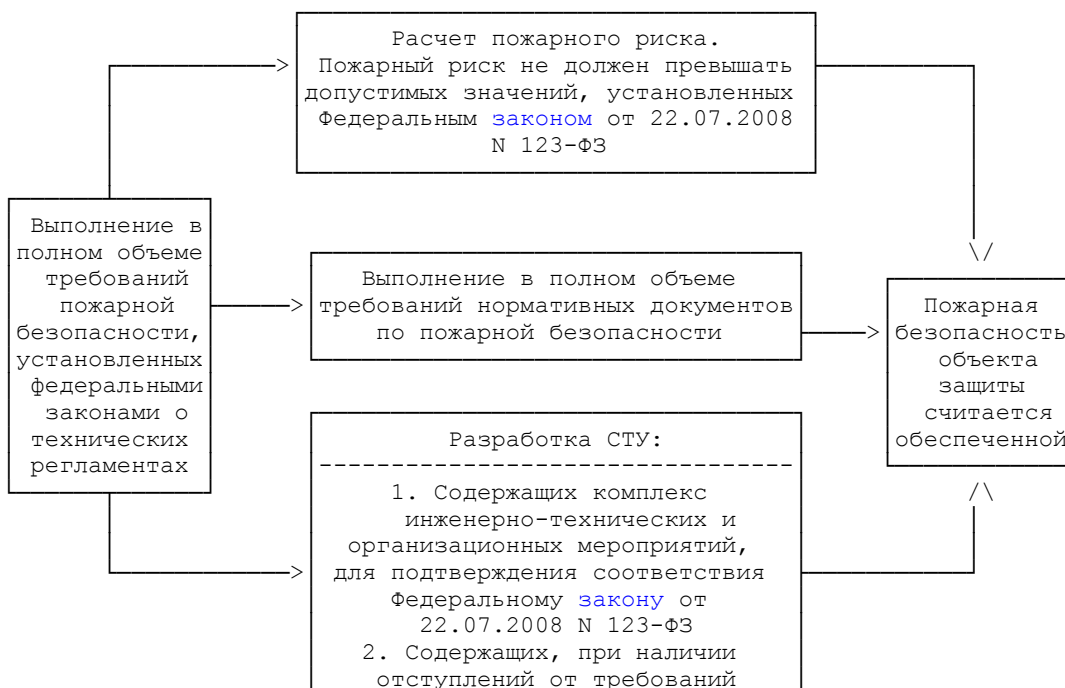 Расчет пожарного риска.
Пожарный риск не должен превышать
допустимых значений, установленных
Федеральным законом от 22.07.2008
N 123-ФЗ
Выполнение в
полном объеме
требований
пожарной
безопасности,
установленных
федеральными
законами о
технических
регламентах
Выполнение в полном объеме
требований нормативных документов
по пожарной безопасности
Разработка СТУ:
1. Содержащих комплекс
инженерно-технических и
организационных мероприятий,
для подтверждения соответствия
Федеральному закону от
22.07.2008 N 123-ФЗ
2. Содержащих, при наличии
отступлений от требований
Пожарная
безопасность
объекта
защиты
считается
обеспеченной